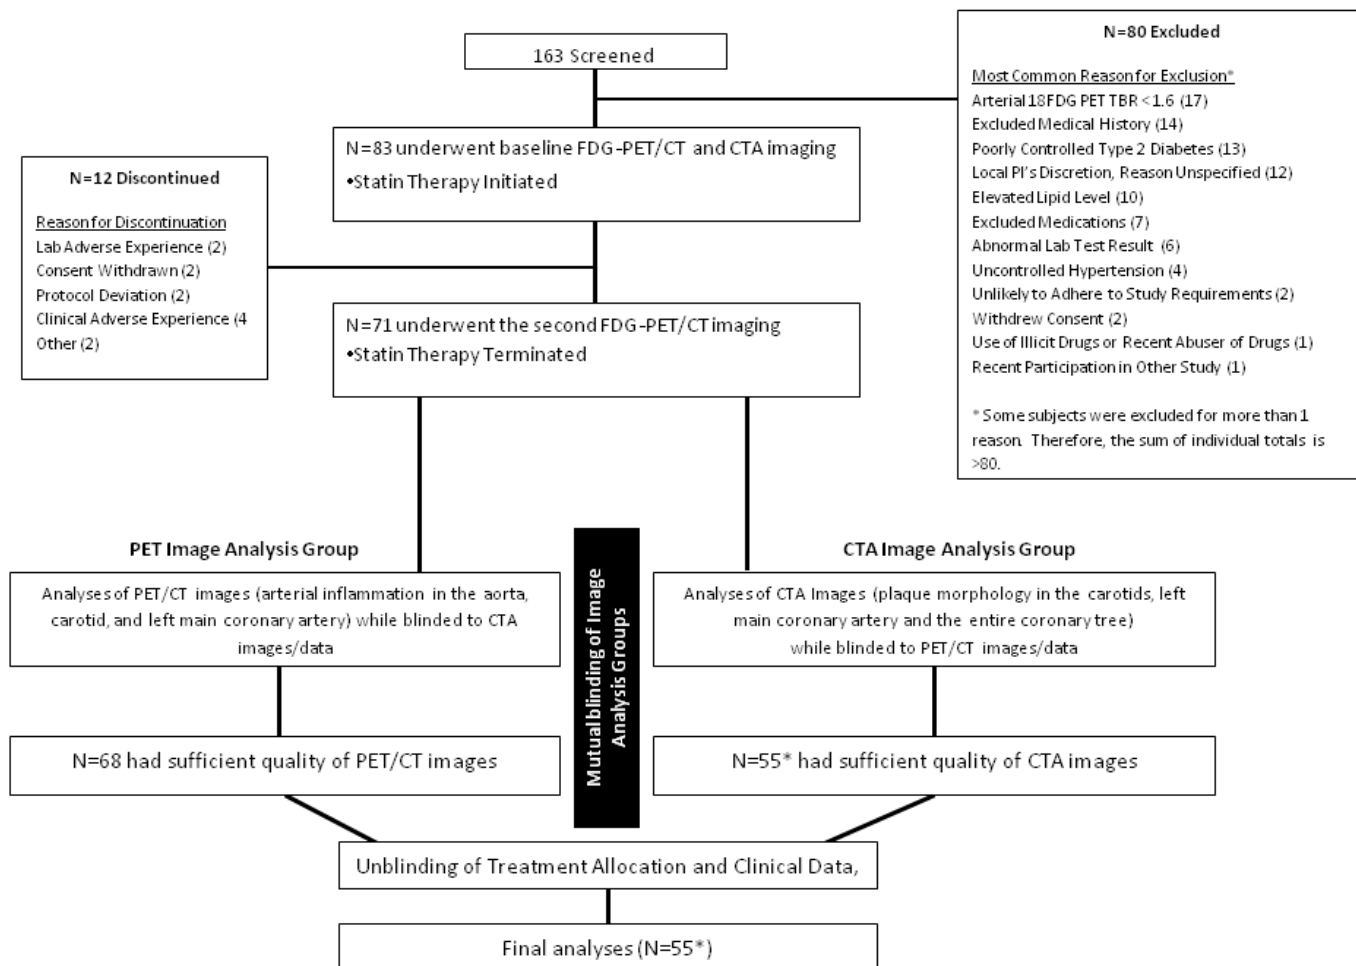 163 Screened
N=80 Excluded
Most Common Reason for Exclusion*
Arterial 18FDG PET TBR <1.6 (17)
Excluded Medical History (14)
Poorly Controlled Type 2 Diabetes (13)
Local PI's Discretion, Reason Unspecified (12)
Elevated Lipid Level (10)
Excluded Medications (7)
Abnormal Lab Test Result (6)
Uncontrolled Hypertension (4)
Unlikely to Adhere to Study Requirements (2)
Withdrew Consent (2)
Use of Illicit Drugs or Recent Abuser of Drugs (1)
Recent Participation in Other Study (1)
* Some subjects were excluded for more than 1
reason. Therefore, the sum of individual totals is
>80.
N=83 underwent baseline FDG-PET/CT and CTA imaging
•Statin Therapy Initiated
N=12 Discontinued
Reason for Discontinuation
Lab Adverse Experience (2)
Consent Withdrawn (2)
Protocol Deviation (2)
Clinical Adverse Experience (4
Other (2)
N=71 underwent the second FDG-PET/CT imaging
•Statin Therapy Terminated
PET Image Analysis Group
Analyses of PET/CT images (arterial inflammation in the aorta,
carotid, and left main coronary artery) while blinded to CTA
images/data
N=68 had sufficient quality of PET/CT images
Mutual blinding of Image
Analysis Groups
CTA Image Analysis Group
Analyses of CTA Images (plaque morphology in the carotids, left
main coronary artery and the entire coronary tree)
while blinded to PET/CT images/data
N=55* had sufficient quality of CTA images
Unblinding of Treatment Allocation and Clinical Data,
Final analyses (N=55*)